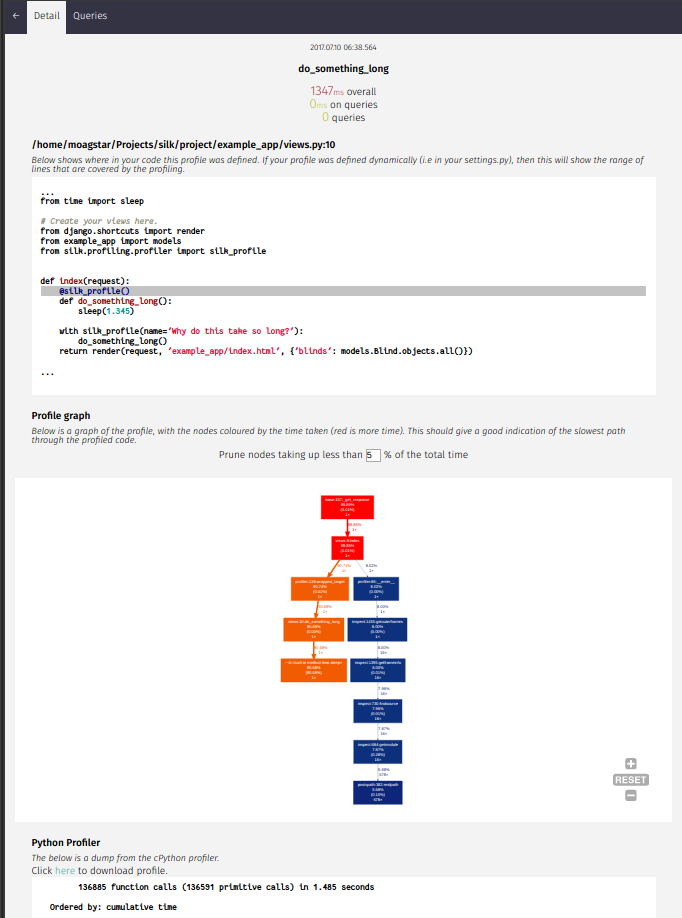 ← Detail Queries
2017.07.10 06:38.564
do_something_long
1347ms overall
0ms on queries
0 queries
/home/moagstar/Projects/silk/project/example_app/views.py:10
Below shows where in your code this profile was defined. If your profile was defined dynamically (i.e in your settings.py), then this will show the range of
lines that are covered by the profiling.
...
from time import sleep
# Create your views here.
from django.shortcuts import render
from example_app import models
from silk.profiling.profiler import silk_profile
def index(request):
@silk_profile()
def do_something_long():
sleep(1.345)
with silk_profile(name='Why do this take so long?'):
do_something_long()
return render(request, 'example_app/index.html', {'blinds': models.Blind.objects.all()})
...
Profile graph
Below is a graph of the profile, with the nodes coloured by the time taken (red is more time). This should give a good indication of the slowest path
through the profiled code.
Prune nodes taking up less than 5 % of the total time
RESET
Python Profiler
The below is a dump from the cPython profiler.
Click here to download profile.
136885 function calls (136591 primitive calls) in 1.485 seconds
Ordered by: cumulative time